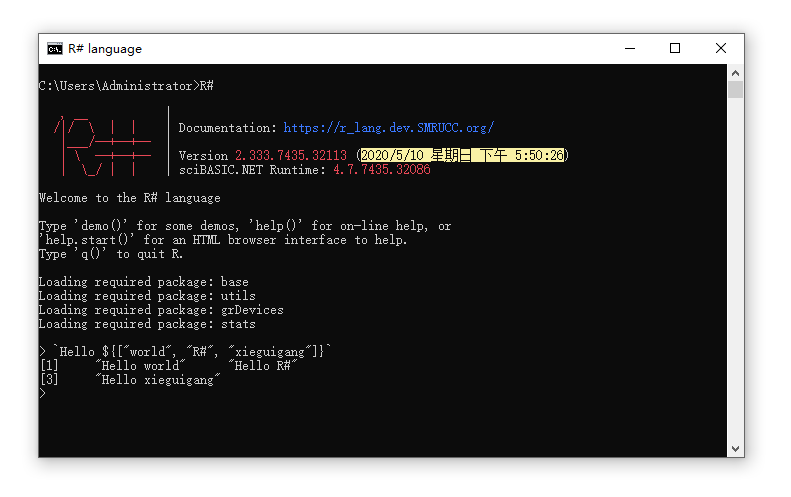 R# language
C:\Users\Administrator>R#
Documentation: https://r_lang.dev.SMRUCC.org/
Version 2.333.7435.32113 (2020/5/10 星期日 下午 5:50:26)
sciBASIC.NET Runtime: 4.7.7435.32086
Welcome to the R# language
Type 'demo()' for some demos, 'help()' for on-line help, or
'help.start()' for an HTML browser interface to help.
Type 'q()' to quit R.
Loading required package: base
Loading required package: utils
Loading required package: grDevices
Loading required package: stats
> `Hello ${["world", "R#", "xieguigang"]}`
[1]     "Hello world"      "Hello R#"
[3]     "Hello xieguigang"
>